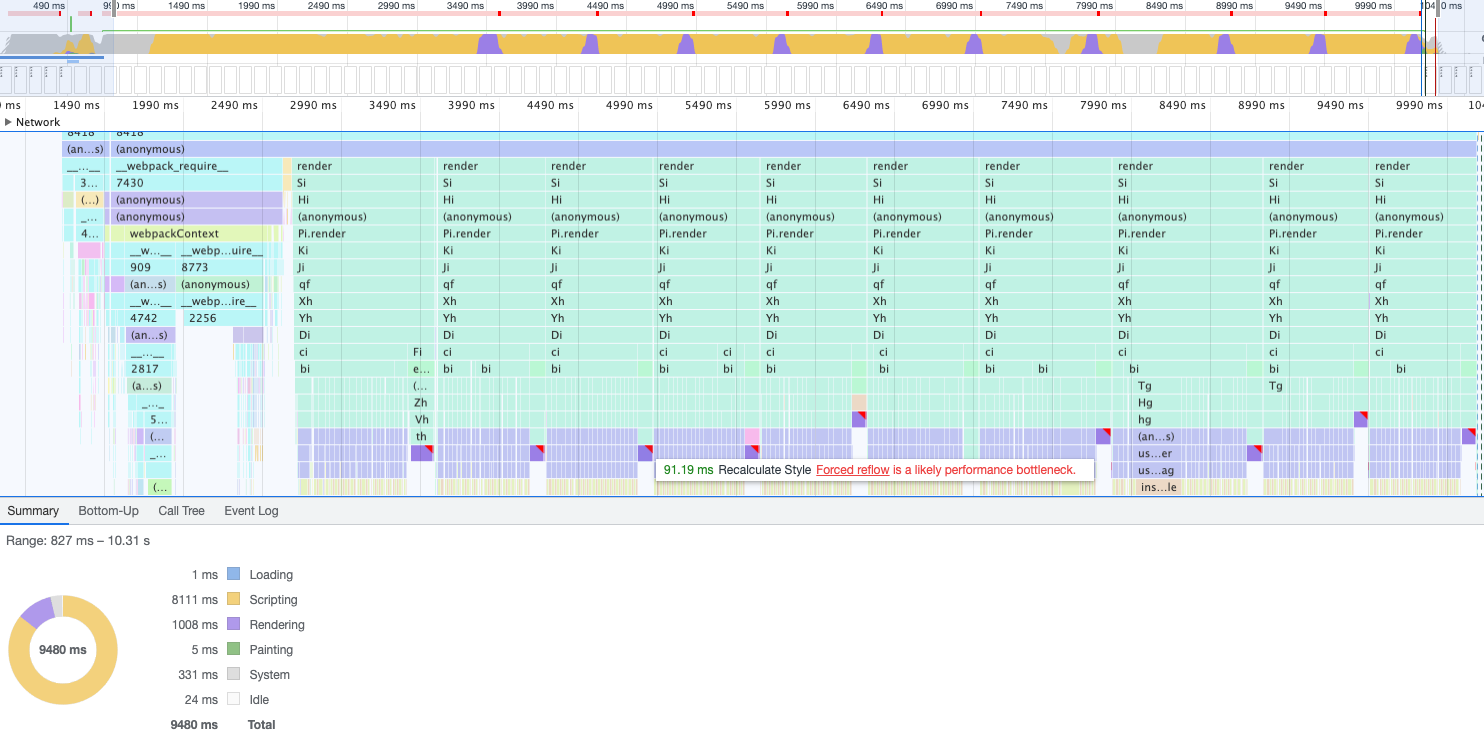 490 ms 1490 ms 1990 ms 2490 ms 2990 ms 3490 ms 3990 ms 4490 ms 4990 ms 5490 ms 5990 ms 6490 ms 6990 ms 7490 ms 7990 ms 8490 ms 8990 ms 9490 ms 9990 ms
ms 1490 ms 1990 ms 2490 ms 2990 ms 3490 ms 3990 ms 4490 ms 4990 ms 5490 ms 5990 ms 6490 ms 6990 ms 7490 ms 7990 ms 8490 ms 8990 ms 9490 ms 9990 ms
Network
8418 8418
(an...s) (anonymous)
__...__ __webpack_require__ render render render render render render render render render render
3... 7430 Si Si Si Si Si Si Si Si Si Si
(...) (anonymous) Hi Hi Hi Hi Hi Hi Hi Hi Hi Hi
_... (anonymous) (anonymous) (anonymous) (anonymous) (anonymous) (anonymous) (anonymous) (anonymous) (anonymous) (anonymous) (anonymous)
4... webpackContext Pi.render Pi.render Pi.render Pi.render Pi.render Pi.render Pi.render Pi.render Pi.render Pi.render
__w...__ __webp...uire__ Ki Ki Ki Ki Ki Ki Ki Ki Ki Ki
909 8773 Ji Ji Ji Ji Ji Ji Ji Ji Ji Ji
(an...s) (anonymous) qf qf qf qf qf qf qf qf qf qf
__w...__ __webp...ire__ Xh Xh Xh Xh Xh Xh Xh Xh Xh Xh
4742 2256 Yh Yh Yh Yh Yh Yh Yh Yh Yh Yh
(an...s) Di Di Di Di Di Di Di Di Di Di
__...__ ci Fi ci ci ci ci ci ci ci ci ci ci
2817 bi e... bi bi bi bi bi bi bi bi bi bi bi bi
(a...s) (... Tg Tg
_..._ Zh Hg
5... Vh hg
(... th (an...s)
_... us...er
91.19 ms Recalculate Style Forced reflow is a likely performance bottleneck. us...ag
(... ins...le
Summary Bottom-Up Call Tree Event Log
Range: 827 ms – 10.31 s
1 ms Loading
8111 ms Scripting
1008 ms Rendering
9480 ms
5 ms Painting
331 ms System
24 ms Idle
9480 ms Total